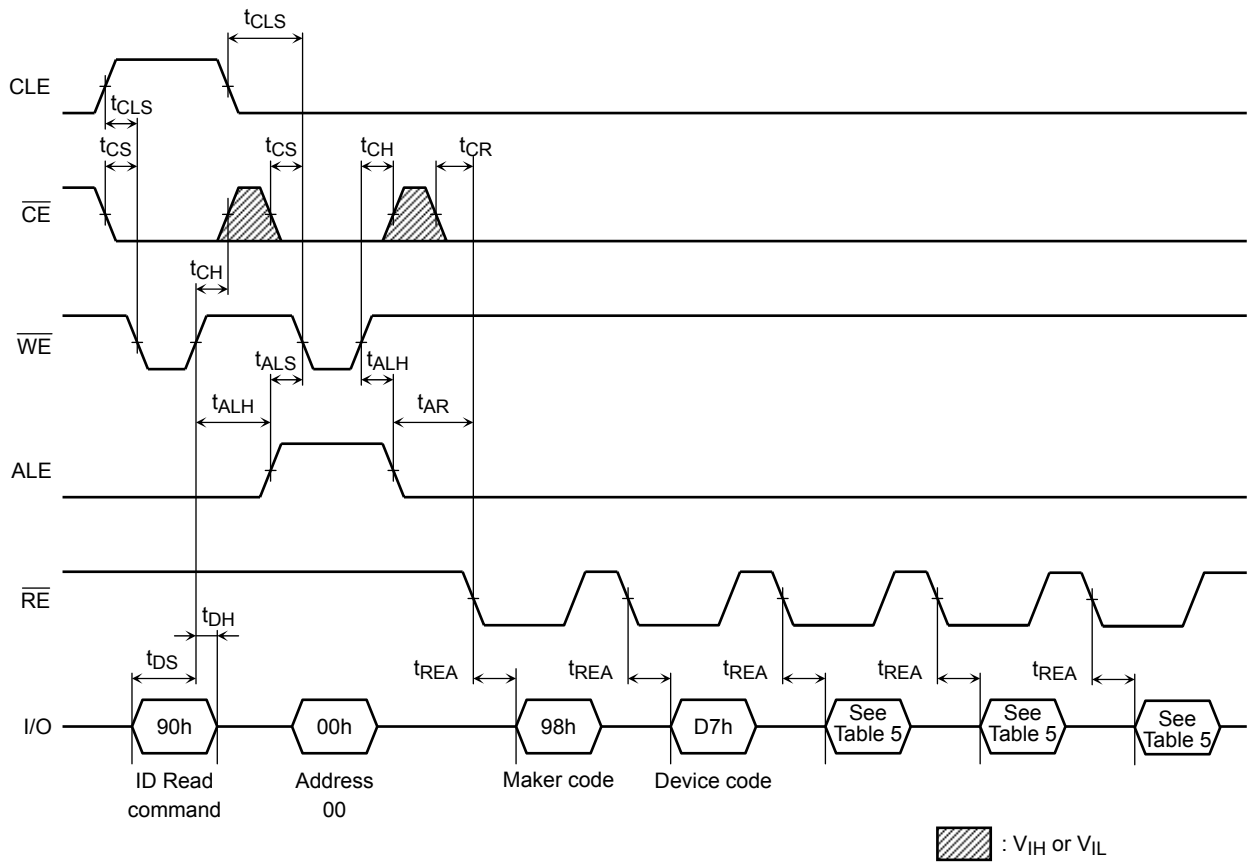 tCLS
CLE
tCLS
tCS
tCS
tCH
tCR
CE
tCH
WE
tALS
tALH
tALH
tAR
ALE
RE
tDH
tDS
tREA
tREA
tREA
tREA
tREA
I/O
90h
00h
98h
D7h
See
Table 5
See
Table 5
See
Table 5
ID Read
command
Address
00
Maker code
Device code
: VIH or VIL